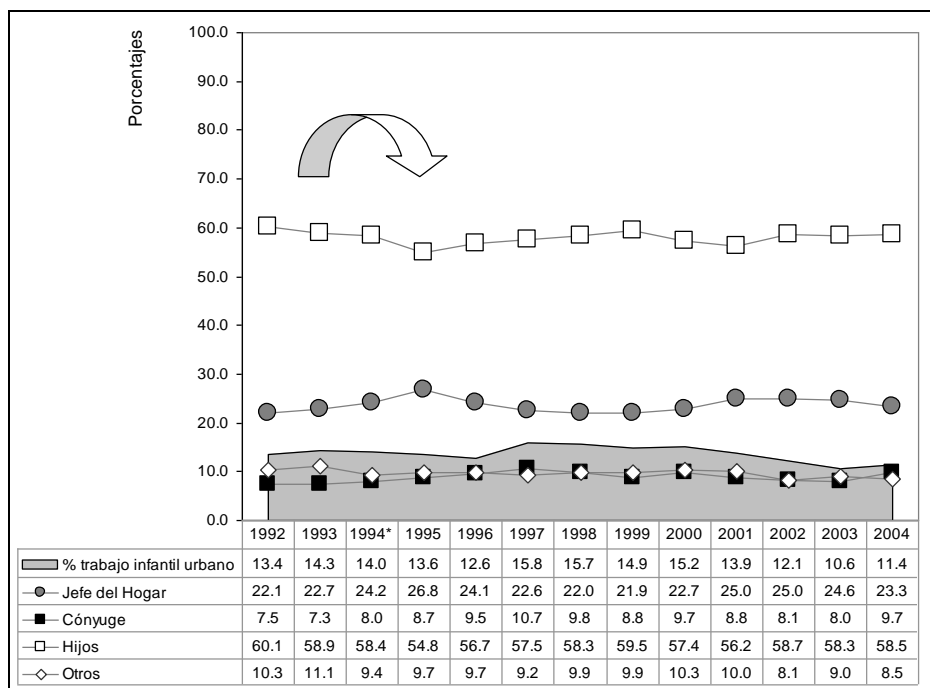 Porcentajes
100.0
90.0
80.0
70.0
60.0
50.0
40.0
30.0
20.0
10.0
0.0
1992 1993 1994* 1995 1996 1997 1998 1999 2000 2001 2002 2003 2004
% trabajo infantil urbano 13.4 14.3 14.0 13.6 12.6 15.8 15.7 14.9 15.2 13.9 12.1 10.6 11.4
Jefe del Hogar 22.1 22.7 24.2 26.8 24.1 22.6 22.0 21.9 22.7 25.0 25.0 24.6 23.3
Cónyuge 7.5 7.3 8.0 8.7 9.5 10.7 9.8 8.8 9.7 8.8 8.1 8.0 9.7
Hijos 60.1 58.9 58.4 54.8 56.7 57.5 58.3 59.5 57.4 56.2 58.7 58.3 58.5
Otros 10.3 11.1 9.4 9.7 9.7 9.2 9.9 9.9 10.3 10.0 8.1 9.0 8.5